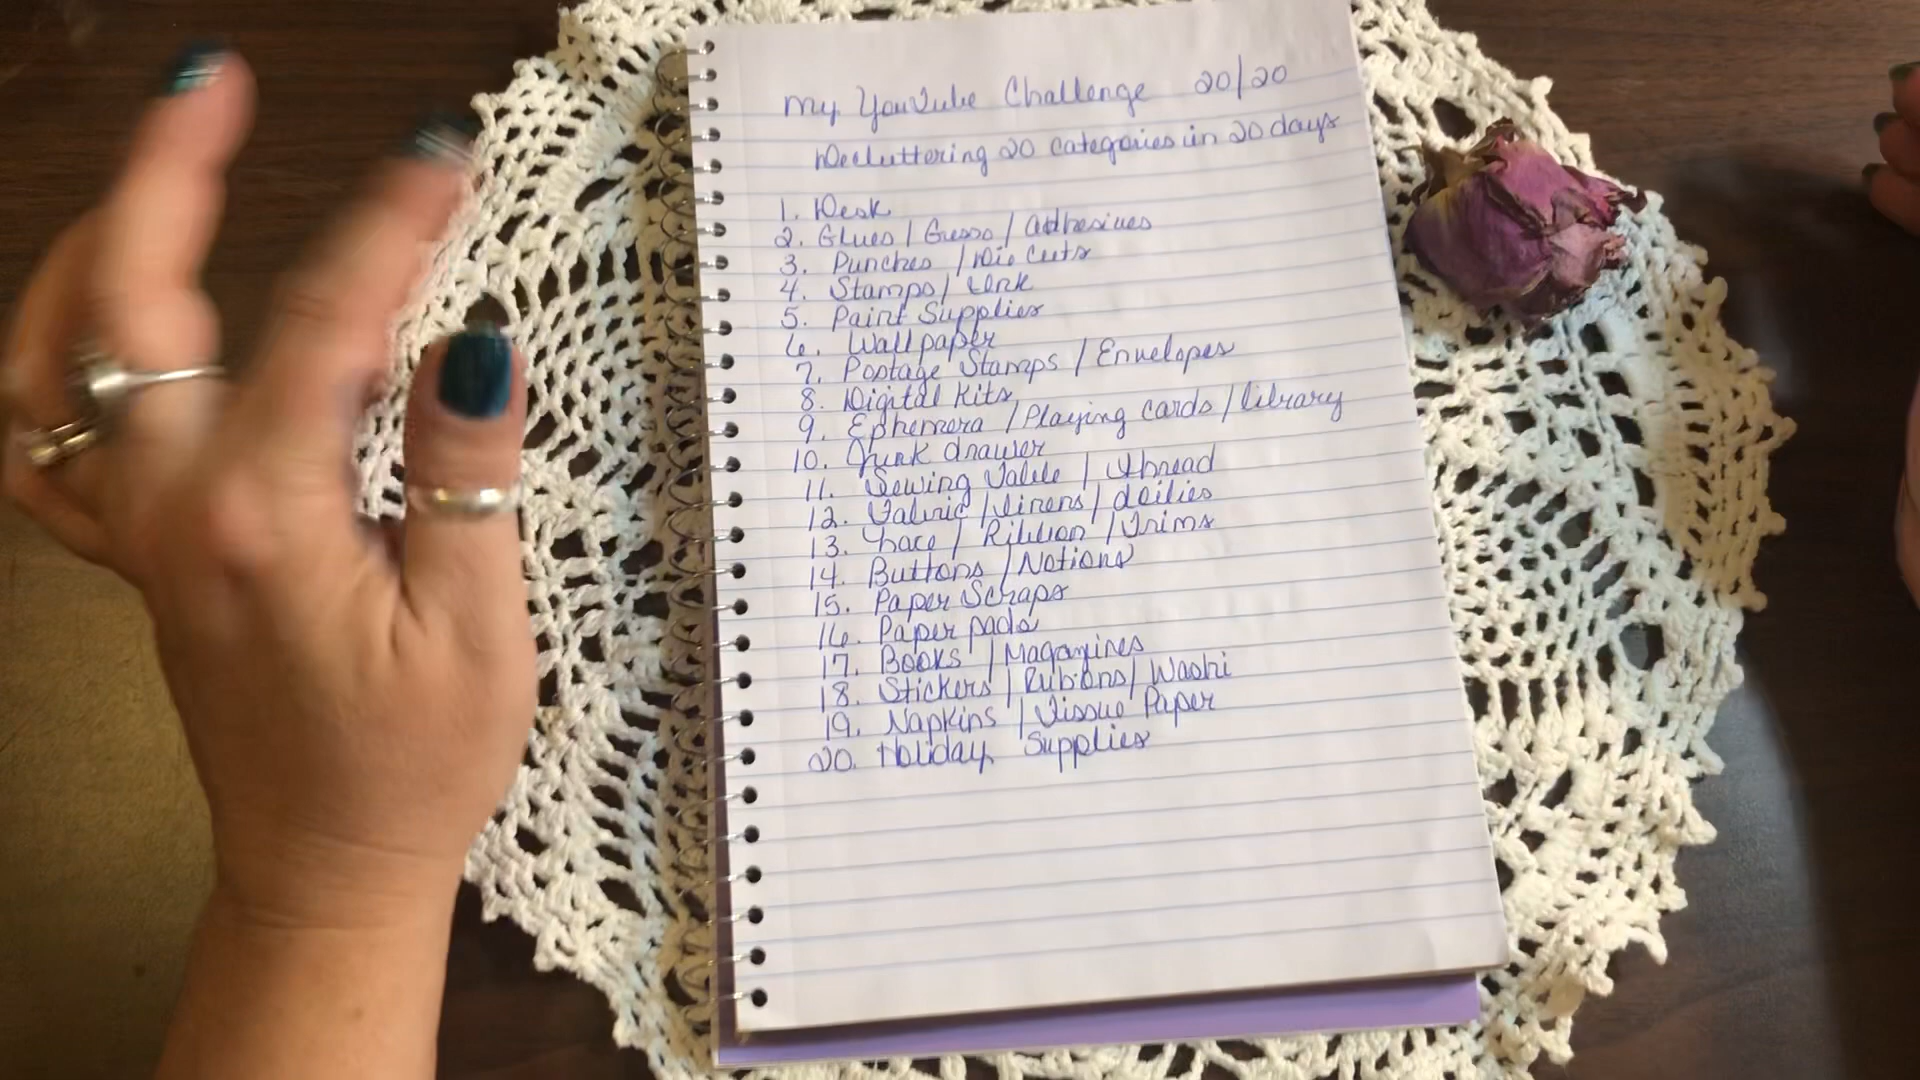 My YouTube Challenge 20/20
Decluttering 20 categories in 20 days
1. Desk
2. Glues / Gesso / Adhesives
3. Punches / Die Cuts
4. Stamps / Ink
5. Paint Supplies
6. Wallpaper
7. Postage Stamps / Envelopes
8. Digital Kits
9. Ephemera / Playing cards / library
10. Junk drawer
11. Sewing Table / Thread
12. Fabric / Linens / doilies
13. Lace / Ribbon / Trims
14. Buttons / Notions
15. Paper Scraps
16. Paper pads
17. Books / Magazines
18. Stickers / Rubons / Washi
19. Napkins / Tissue Paper
20. Holiday Supplies